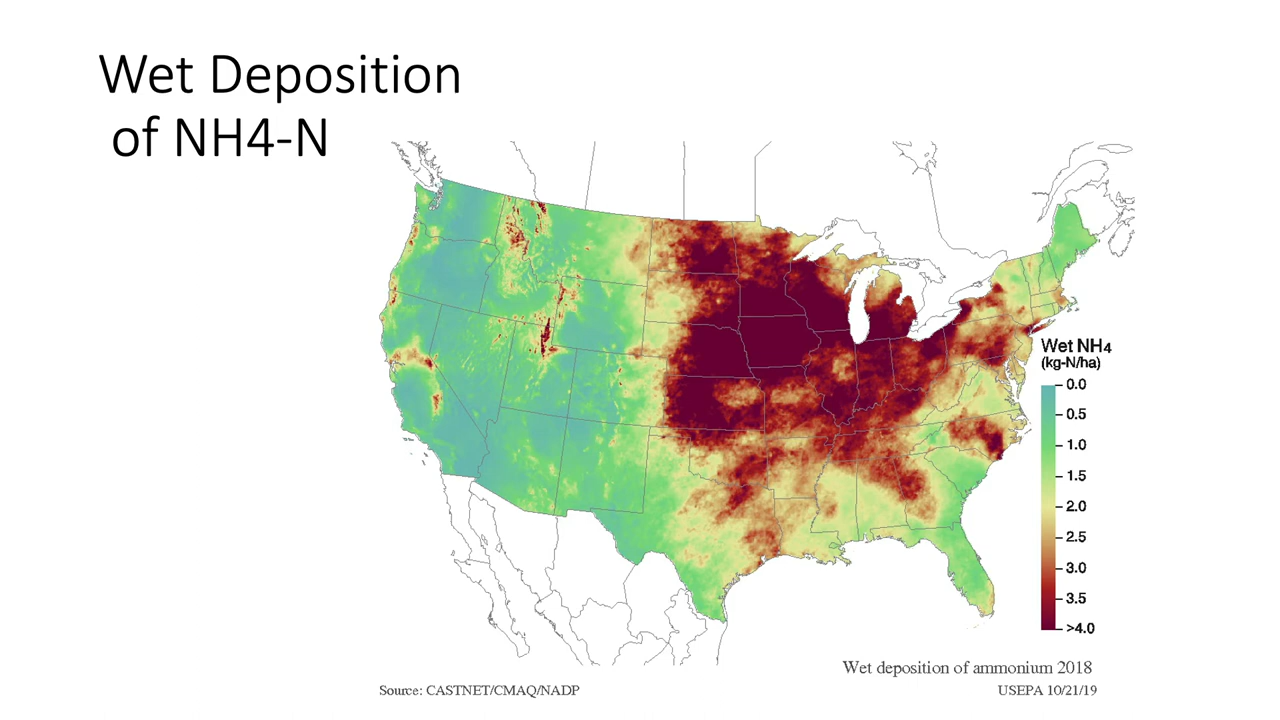 Wet Deposition
of NH4-N
Wet NH4
(kg-N/ha)
0.0
0.5
1.0
1.5
2.0
2.5
3.0
3.5
>4.0
Wet deposition of ammonium 2018
Source: CASTNET/CMAQ/NADP
USEPA 10/21/19